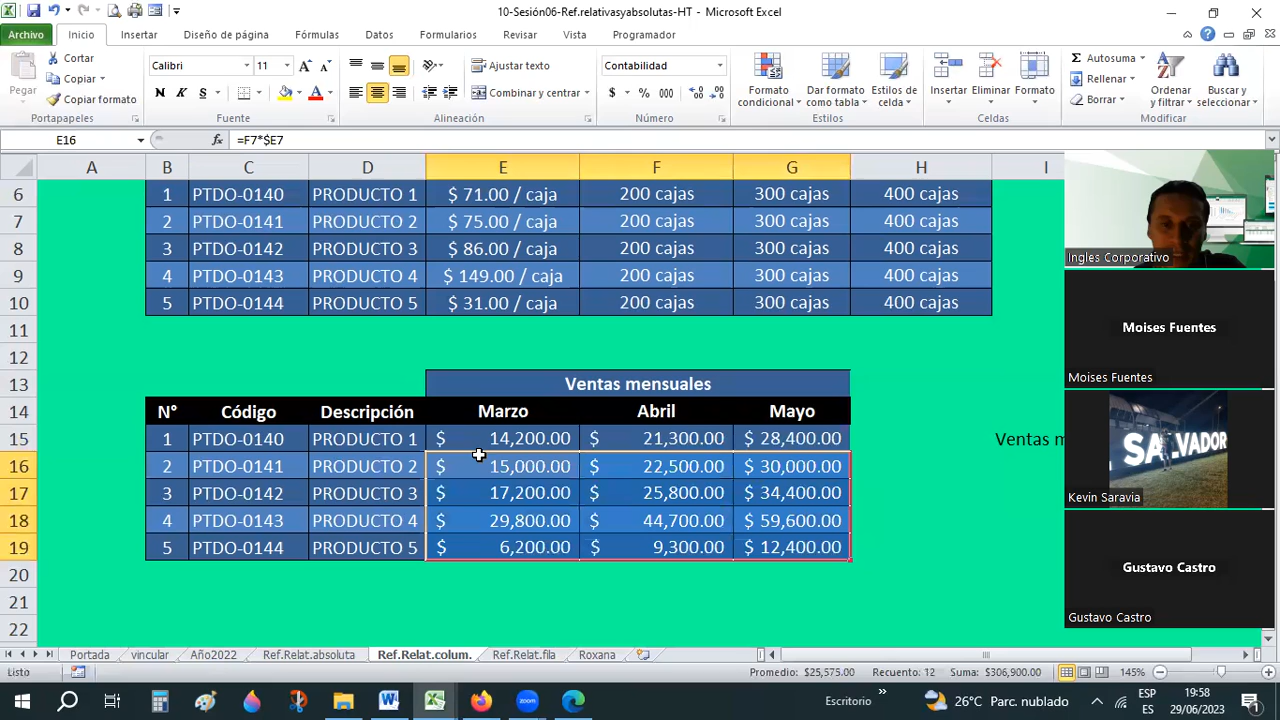 10-Sesión06-Ref.relativasyabsolutas-HT - Microsoft Excel
Archivo Inicio Insertar Diseño de página Fórmulas Datos Formularios Revisar Vista Programador
Pegar
Cortar
Copiar
Copiar formato
Portapapeles
Calibri 11
N K S
Fuente
Ajustar texto
Combinar y centrar
Alineación
Contabilidad
$ % 000
Número
Formato condicional
Dar formato como tabla
Estilos de celda
Estilos
Insertar Eliminar Formato
Celdas
Autosuma
Rellenar
Borrar
Ordenar y filtrar
Buscar y seleccionar
Modificar
E16 fx =F7*$E7
A B C D E F G H I
6 1 PTDO-0140 PRODUCTO 1 $ 71.00 / caja 200 cajas 300 cajas 400 cajas
7 2 PTDO-0141 PRODUCTO 2 $ 75.00 / caja 200 cajas 300 cajas 400 cajas
8 3 PTDO-0142 PRODUCTO 3 $ 86.00 / caja 200 cajas 300 cajas 400 cajas
9 4 PTDO-0143 PRODUCTO 4 $ 149.00 / caja 200 cajas 300 cajas 400 cajas
10 5 PTDO-0144 PRODUCTO 5 $ 31.00 / caja 200 cajas 300 cajas 400 cajas
11
12
13 Ventas mensuales
14 N° Código Descripción Marzo Abril Mayo
15 1 PTDO-0140 PRODUCTO 1 $ 14,200.00 $ 21,300.00 $ 28,400.00 Ventas m
16 2 PTDO-0141 PRODUCTO 2 $ 15,000.00 $ 22,500.00 $ 30,000.00
17 3 PTDO-0142 PRODUCTO 3 $ 17,200.00 $ 25,800.00 $ 34,400.00
18 4 PTDO-0143 PRODUCTO 4 $ 29,800.00 $ 44,700.00 $ 59,600.00
19 5 PTDO-0144 PRODUCTO 5 $ 6,200.00 $ 9,300.00 $ 12,400.00
20
21
22
Ingles Corporativo
Moises Fuentes
Moises Fuentes
SALVADOR
Kevin Saravia
Gustavo Castro
Gustavo Castro
Portada vincular Año2022 Ref.Relat.absoluta Ref.Relat.colum. Ref.Relat.fila Roxana
Listo Promedio: $25,575.00 Recuento: 12 Suma: $306,900.00 145%
Escritorio » 26°C Parc. nublado ESP 19:58
ES 29/06/2023 1